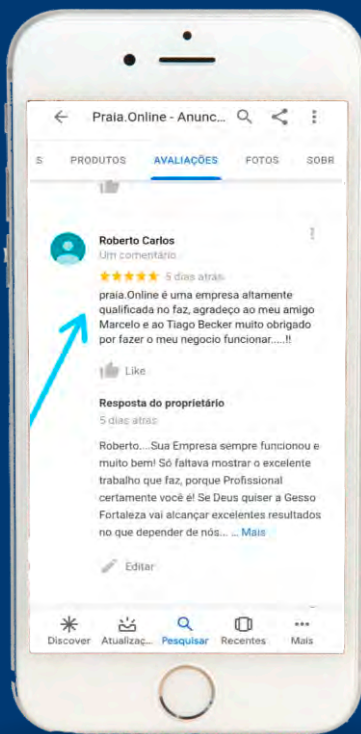 Praia.Online - Anunc...
S PRODUTOS AVALIAÇÕES FOTOS SOBR
Roberto Carlos
Um comentário
5 dias atrás
praia.Online é uma empresa altamente
qualificada no faz, agradeço ao meu amigo
Marcelo e ao Tiago Becker muito obrigado
por fazer o meu negocio funcionar.....!!
Like
Resposta do proprietário
5 dias atrás
Roberto....Sua Empresa sempre funcionou e
muito bem! Só faltava mostrar o excelente
trabalho que faz, porque Profissional
certamente você é! Se Deus quiser a Gesso
Fortaleza vai alcançar excelentes resultados
no que depender de nós... ... Mais
Editar
Discover Atualizaç... Pesquisar Recentes Mais